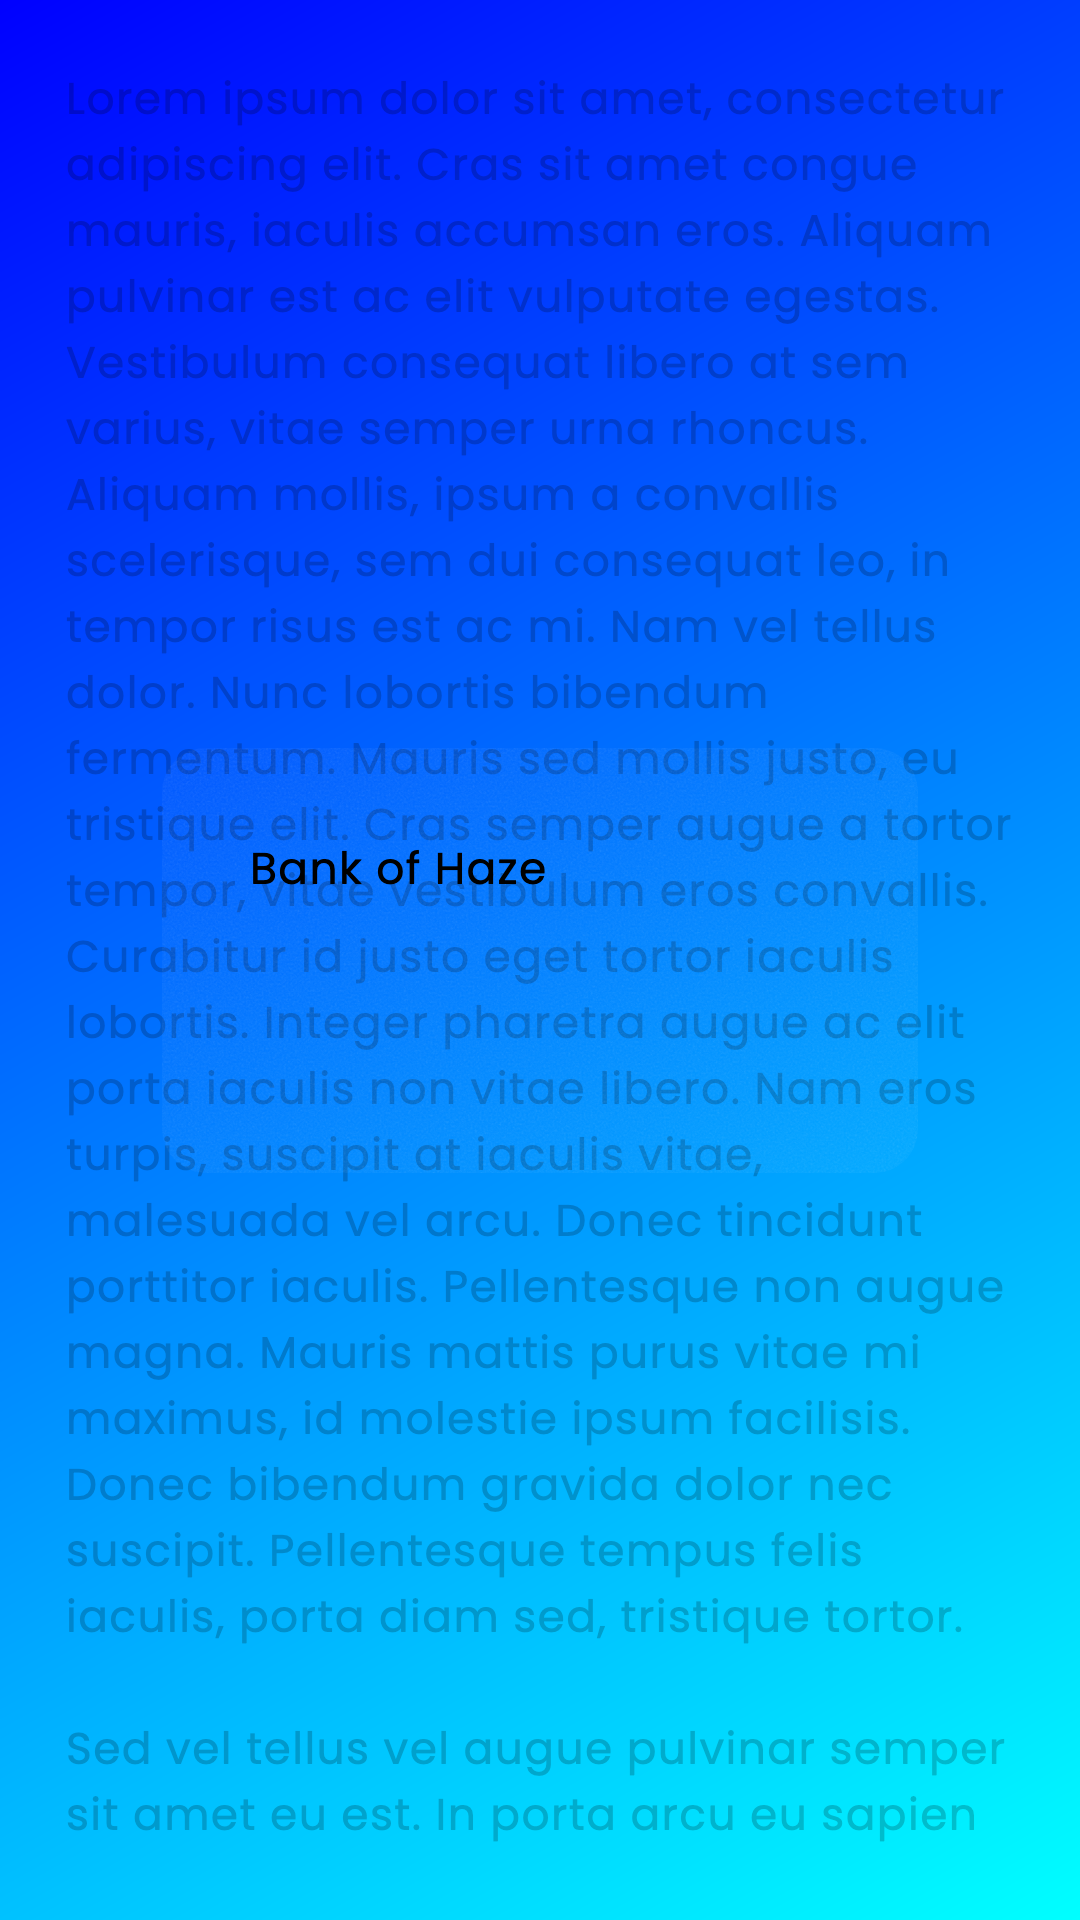 Lorem ipsum dolor sit amet, consectetur
adipiscing elit. Cras sit amet congue
mauris, iaculis accumsan eros. Aliquam
pulvinar est ac elit vulputate egestas.
Vestibulum consequat libero at sem
varius, vitae semper urna rhoncus.
Aliquam mollis, ipsum a convallis
scelerisque, sem dui consequat leo, in
tempor risus est ac mi. Nam vel tellus
dolor. Nunc lobortis bibendum
fermentum. Mauris sed mollis justo, eu
tristique elit. Cras semper augue a tortor
Bank of Haze
tempor, vitae vestibulum eros convallis.
Curabitur id justo eget tortor iaculis
lobortis. Integer pharetra augue ac elit
porta iaculis non vitae libero. Nam eros
turpis, suscipit at iaculis vitae,
malesuada vel arcu. Donec tincidunt
porttitor iaculis. Pellentesque non augue
magna. Mauris mattis purus vitae mi
maximus, id molestie ipsum facilisis.
Donec bibendum gravida dolor nec
suscipit. Pellentesque tempus felis
iaculis, porta diam sed, tristique tortor.
Sed vel tellus vel augue pulvinar semper
sit amet eu est. In porta arcu eu sapien